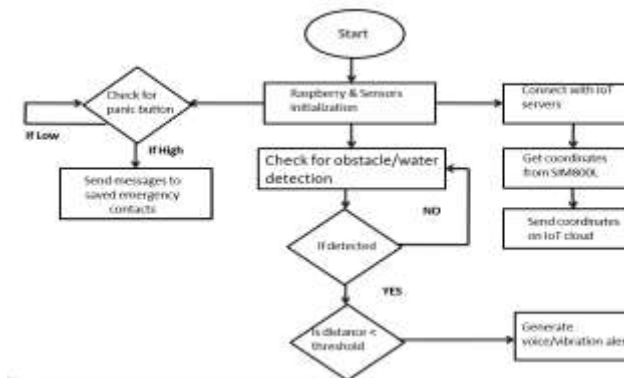 Start
Check for
panic button
Raspberry & Sensors
Initialization
Connect with IoT
servers
If Low
If High
Check for obstacle/water
detection
Get coordinates
from SIM800L
Send messages to
saved emergency
contacts
NO
Send coordinates
on IoT cloud
If detected
YES
Is distance <
threshold
Generate
voice/vibration aler